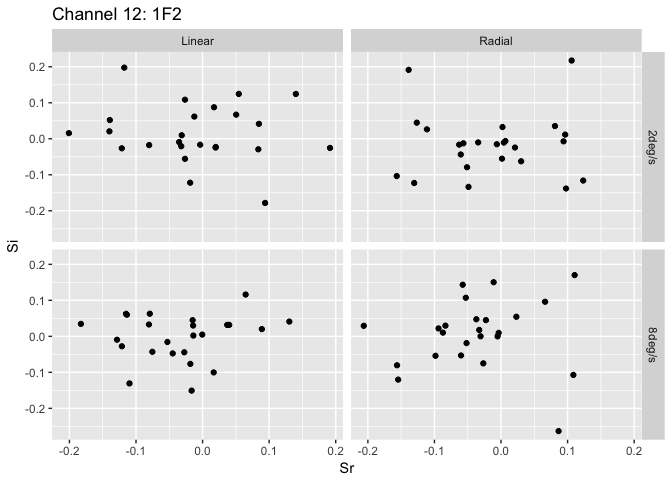 Channel 12: 1F2
Linear Radial
0.2
0.1
0.0
-0.1
-0.2
2deg/s
Si
0.2
0.1
0.0
-0.1
-0.2
8deg/s
-0.2 -0.1 0.0 0.1 0.2 -0.2 -0.1 0.0 0.1 0.2
Sr